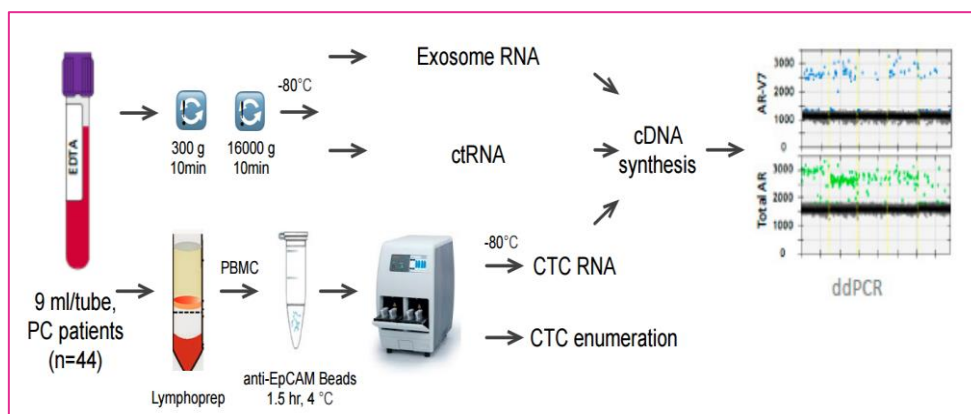 Exosome RNA
-80°C
EDTA
300 g
10min
16000 g
10min
ctRNA
cDNA
synthesis
AR-V7
3000
2000
1000
0
Total AR
3000
2000
1000
0
ddPCR
9 ml/tube,
PC patients
(n=44)
PBMC
Lymphoprep
anti-EpCAM Beads
1.5 hr, 4 °C
-80°C
CTC RNA
CTC enumeration